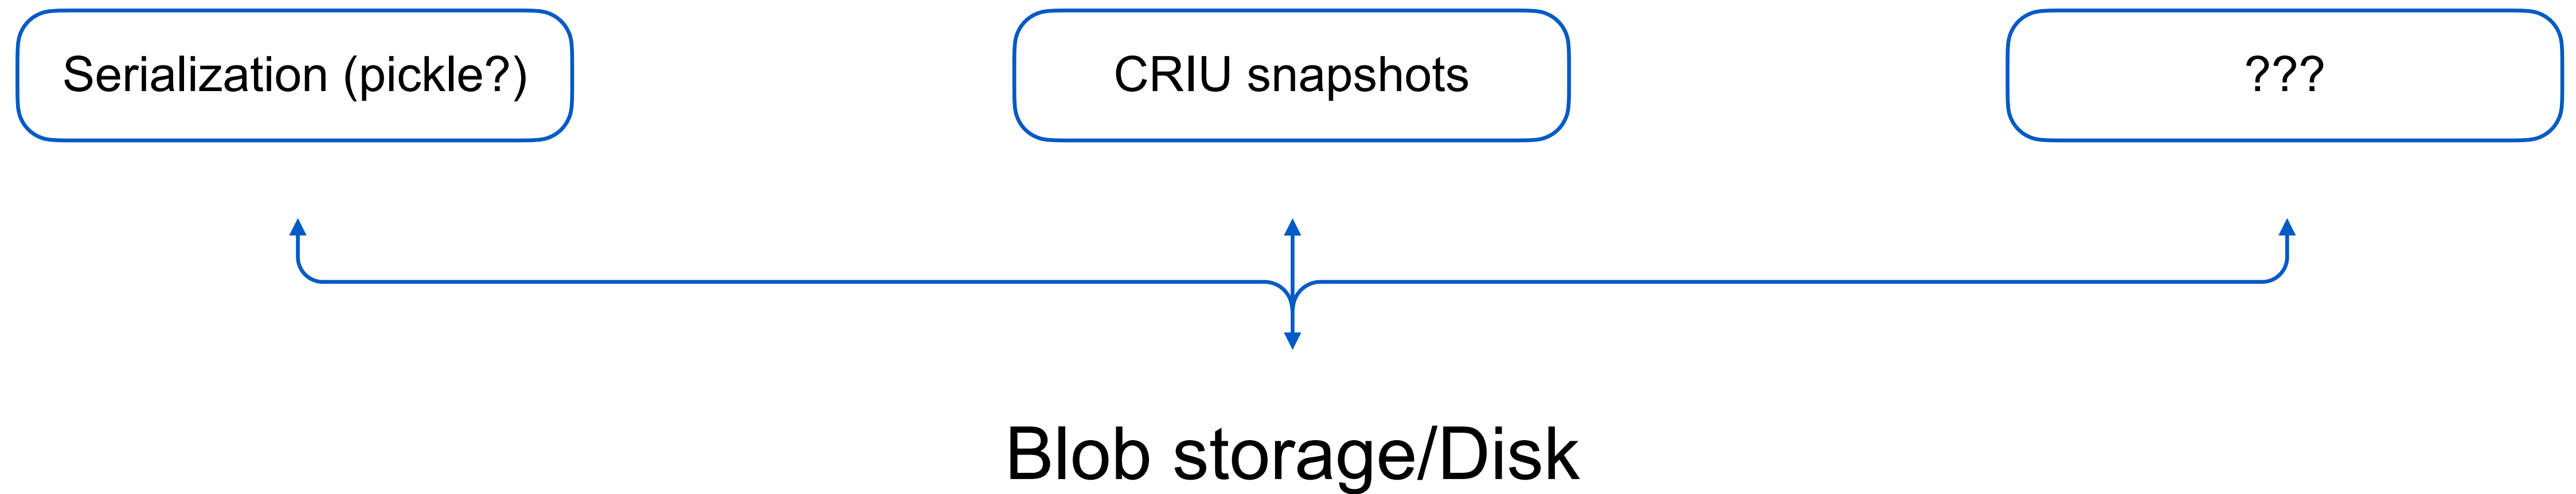 Serialization (pickle?)
CRIU snapshots
???
Blob storage/Disk